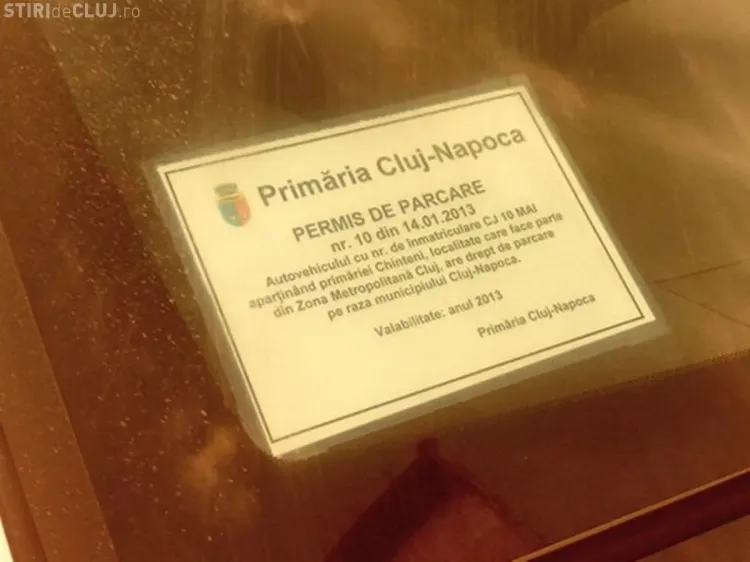 STIRIdeCLUJ.ro
Primăria Cluj-Napoca
PERMIS DE PARCARE
nr. 10 din 14.01.2013
Autovehiculul cu nr. de înmatriculare CJ 10 MAI
aparţinând primăriei Chinteni, localitate care face parte
din Zona Metropolitană Cluj, are drept de parcare
pe raza municipiului Cluj-Napoca.
Valabilitate: anul 2013
Primăria Cluj-Napoca